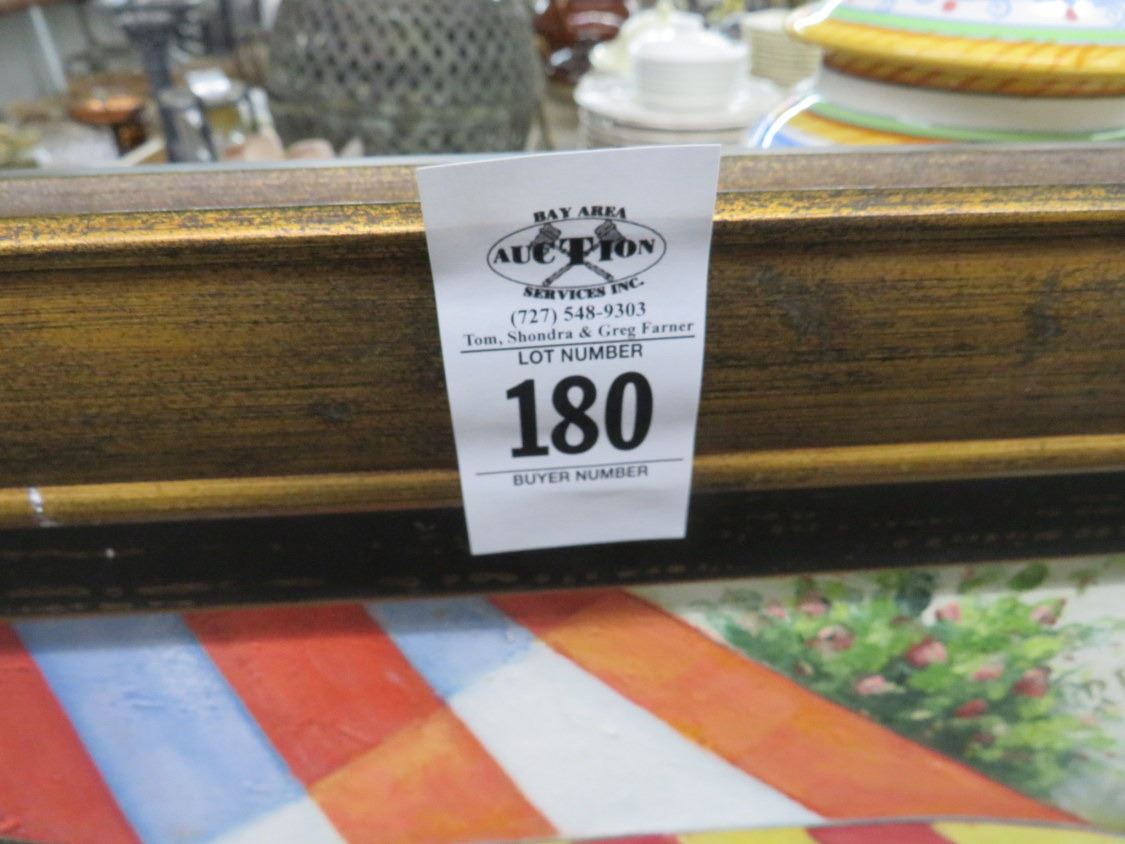 BAY AREA
AUCTION
SERVICES INC.
(727) 548-9303
Tom, Shondra & Greg Farner
LOT NUMBER
180
BUYER NUMBER